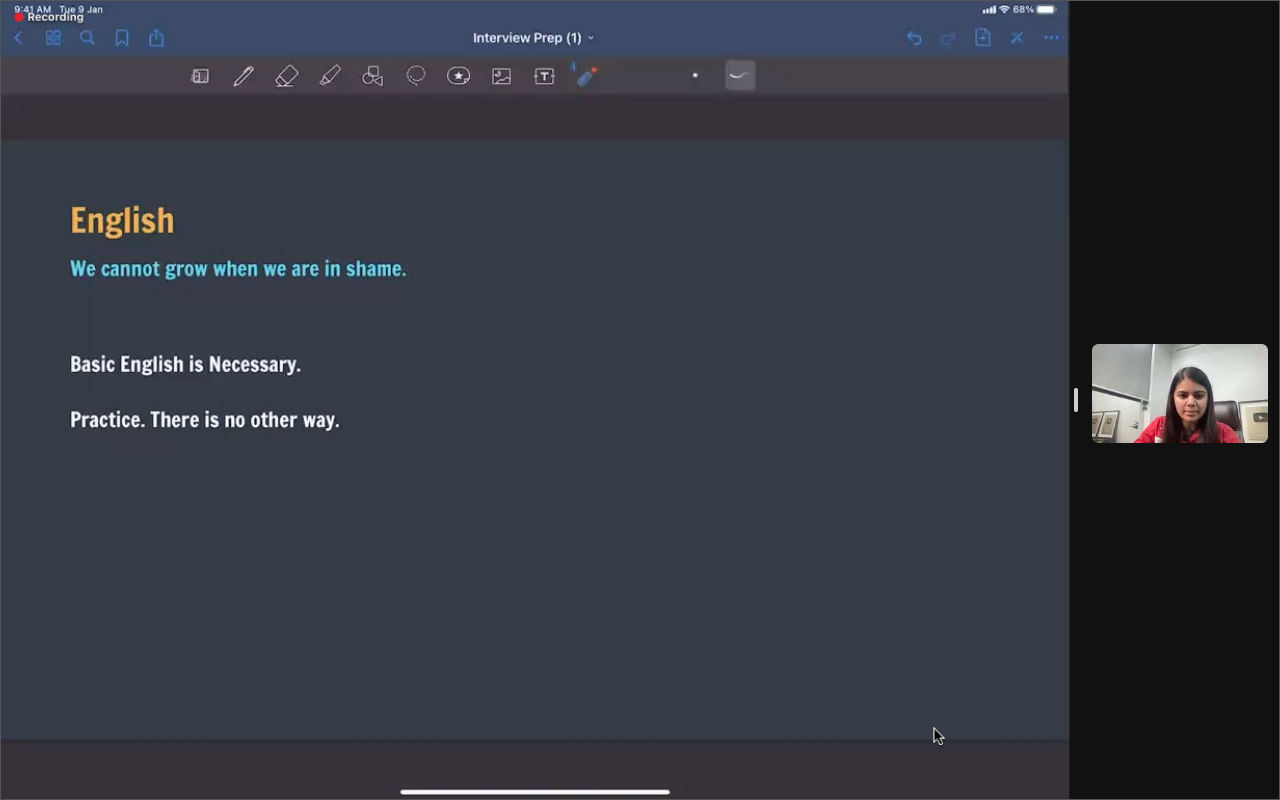 9:41 AM Tue 9 Jan
Recording
68%
Interview Prep (1)
English
We cannot grow when we are in shame.
Basic English is Necessary.
Practice. There is no other way.